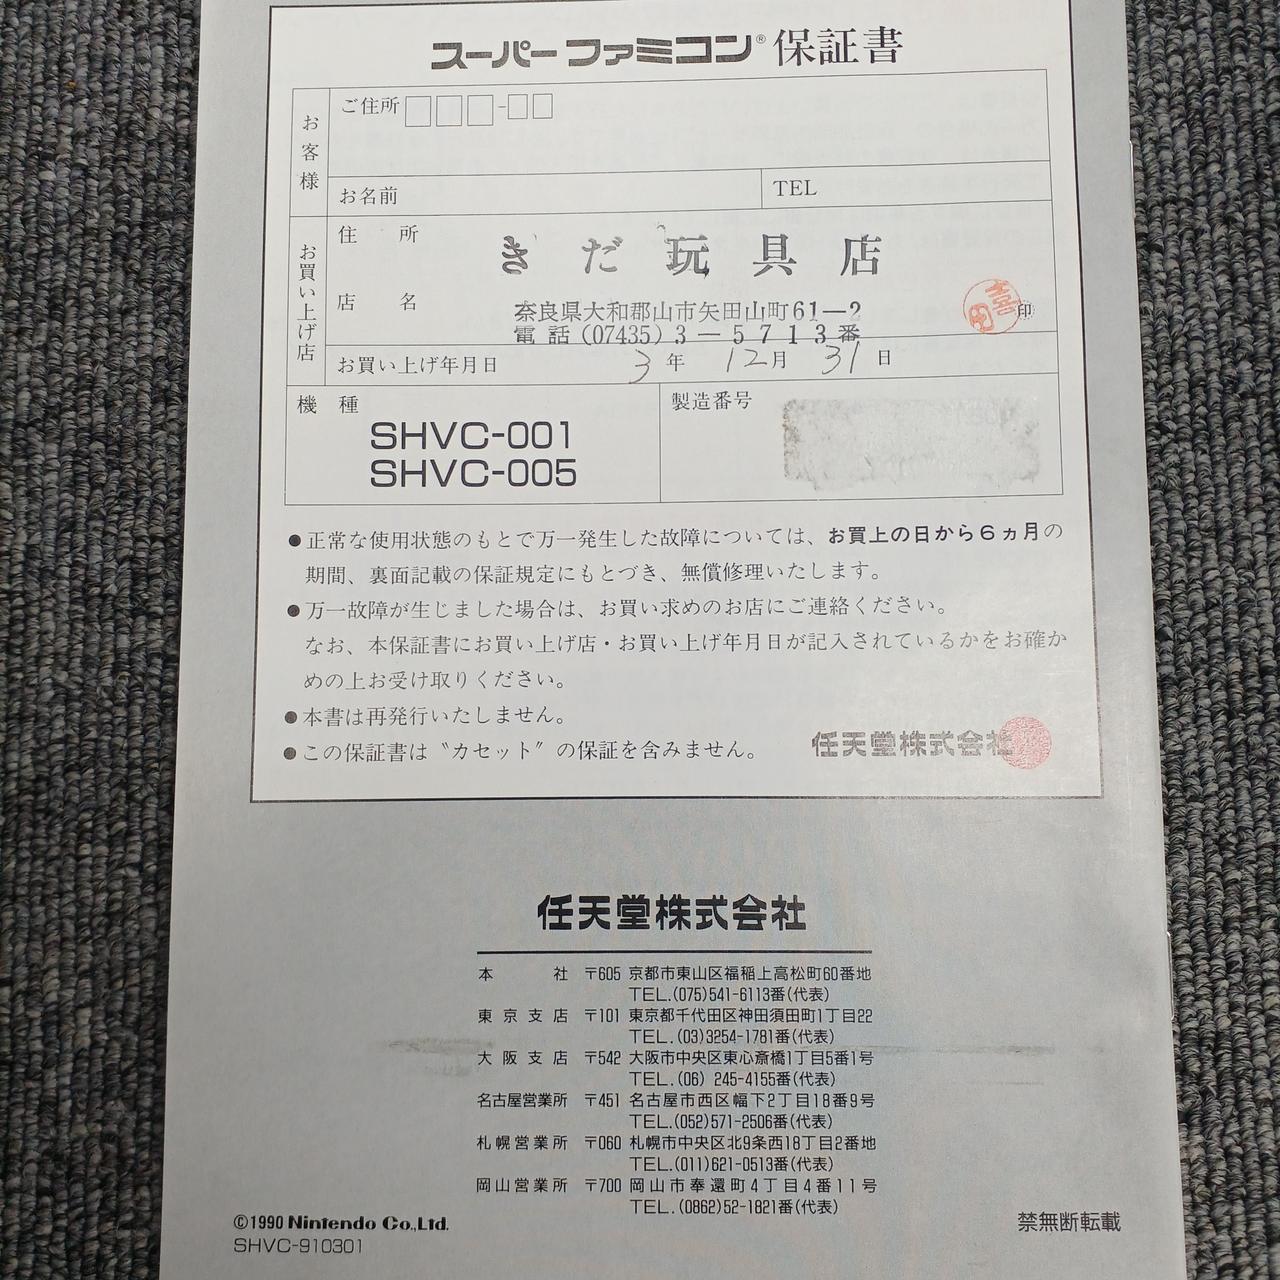 スーパーファミコン® 保証書
お客様
ご住所 □□□-□□
お名前
TEL
お買い上げ店
住所
きだ玩具店
店名
奈良県大和郡山市矢田山町61-2
電話(07435)3-5713番
印
お買い上げ年月日 3年12月31日
機種
SHVC-001
SHVC-005
製造番号
●正常な使用状態のもとで万一発生した故障については、お買上の日から6ヵ月の
期間、裏面記載の保証規定にもとづき、無償修理いたします。
●万一故障が生じました場合は、お買い求めのお店にご連絡ください。
なお、本保証書にお買い上げ店・お買い上げ年月日が記入されているかをお確か
めの上お受け取りください。
●本書は再発行いたしません。
●この保証書は〝カセット〞の保証を含みません。
任天堂株式会社
任天堂株式会社
本社 〒605 京都市東山区福稲上高松町60番地
TEL.(075)541-6113番(代表)
東京支店 〒101 東京都千代田区神田須田町1丁目22
TEL.(03)3254-1781番(代表)
大阪支店 〒542 大阪市中央区東心斎橋1丁目5番1号
TEL.(06) 245-4155番(代表)
名古屋営業所 〒451 名古屋市西区幅下2丁目18番9号
TEL.(052)571-2506番(代表)
札幌営業所 〒060 札幌市中央区北9条西18丁目2番地
TEL.(011)621-0513番(代表)
岡山営業所 〒700 岡山市奉還町4丁目4番11号
TEL.(0862)52-1821番(代表)
©1990 Nintendo Co.,Ltd.
SHVC-910301
禁無断転載